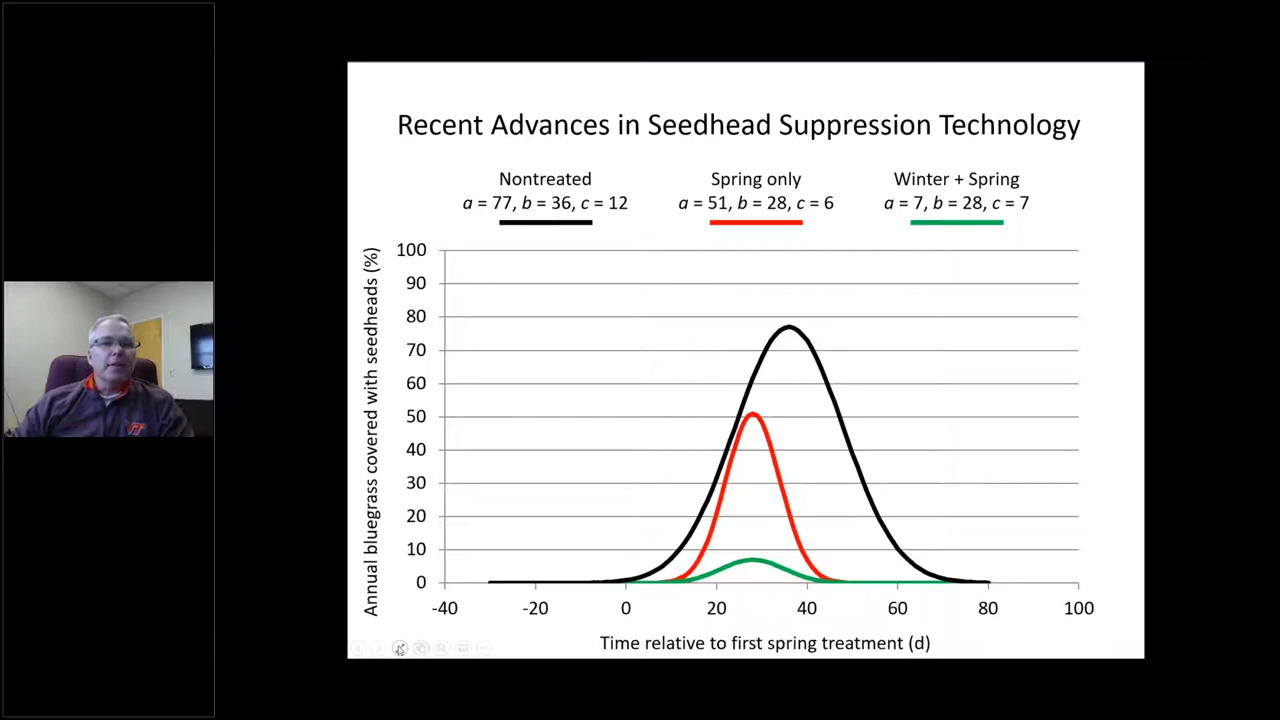 Recent Advances in Seedhead Suppression Technology
Nontreated
a = 77, b = 36, c = 12
Spring only
a = 51, b = 28, c = 6
Winter + Spring
a = 7, b = 28, c = 7
Annual bluegrass covered with seedheads (%)
100
90
80
70
60
50
40
30
20
10
0
-40 -20 0 20 40 60 80 100
Time relative to first spring treatment (d)
VT